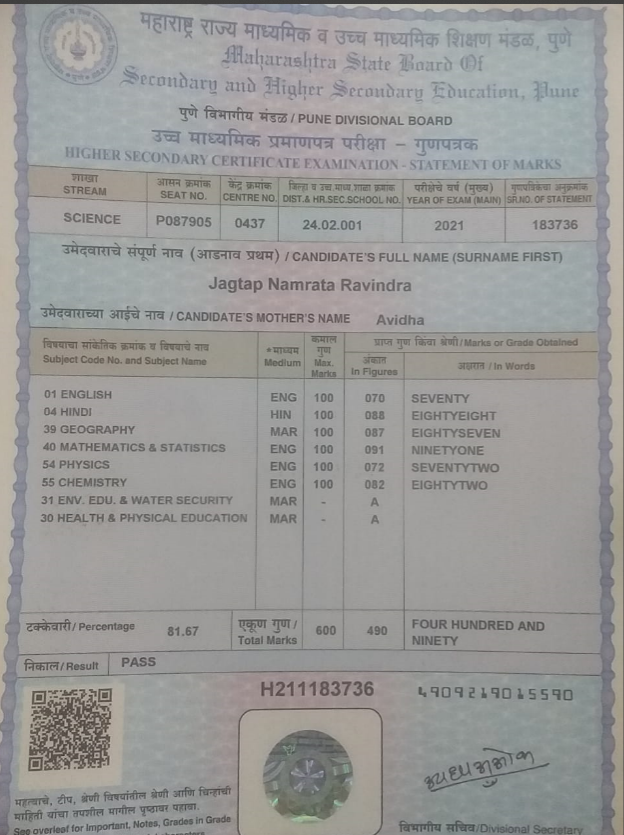 महाराष्ट्र राज्य माध्यमिक व उच्च माध्यमिक शिक्षण मंडळ, पुणे
Maharashtra State Board Of
Secondary and Higher Secondary Education, Pune
पुणे विभागीय मंडळ / PUNE DIVISIONAL BOARD
उच्च माध्यमिक प्रमाणपत्र परीक्षा – गुणपत्रक
HIGHER SECONDARY CERTIFICATE EXAMINATION - STATEMENT OF MARKS
शाखा आसन क्रमांक केंद्र क्रमांक जिल्हा व उच्च माध्य शाळा क्रमांक परीक्षेचे वर्ष (मुख्य) गुणपत्रिकेचा अनुक्रमांक
STREAM SEAT NO. CENTRE NO. DIST.& HR.SEC.SCHOOL NO. YEAR OF EXAM (MAIN) SR.NO. OF STATEMENT
SCIENCE P087905 0437 24.02.001 2021 183736
उमेदवाराचे संपूर्ण नाव (आडनाव प्रथम) / CANDIDATE'S FULL NAME (SURNAME FIRST)
Jagtap Namrata Ravindra
उमेदवाराच्या आईचे नाव / CANDIDATE'S MOTHER'S NAME Avidha
विषयाचा सांकेतिक क्रमांक व विषयाचे नाव
Subject Code No. and Subject Name
*माध्यम
Medium
कमाल
गुण
Max.
Marks
प्राप्त गुण किंवा श्रेणी/Marks or Grade Obtained
अंकात
In Figures
अक्षरात / In Words
01 ENGLISH ENG 100 070 SEVENTY
04 HINDI HIN 100 088 EIGHTYEIGHT
39 GEOGRAPHY MAR 100 087 EIGHTYSEVEN
40 MATHEMATICS & STATISTICS ENG 100 091 NINETYONE
54 PHYSICS ENG 100 072 SEVENTYTWO
55 CHEMISTRY ENG 100 082 EIGHTYTWO
31 ENV. EDU. & WATER SECURITY MAR - A
30 HEALTH & PHYSICAL EDUCATION MAR - A
टक्केवारी/ Percentage 81.67
एकूण गुण /
Total Marks
600 490
FOUR HUNDRED AND
NINETY
निकाल/ Result PASS
H211183736
4909219015590
महत्वाचे, टीप, श्रेणी विषयांतील श्रेणी आणि चिन्हांची
माहिती यांचा तपशील मागील पृष्ठावर पहावा.
See overleaf for Important, Notes, Grades in Grade
विभागीय सचिव/Divisional Secretary